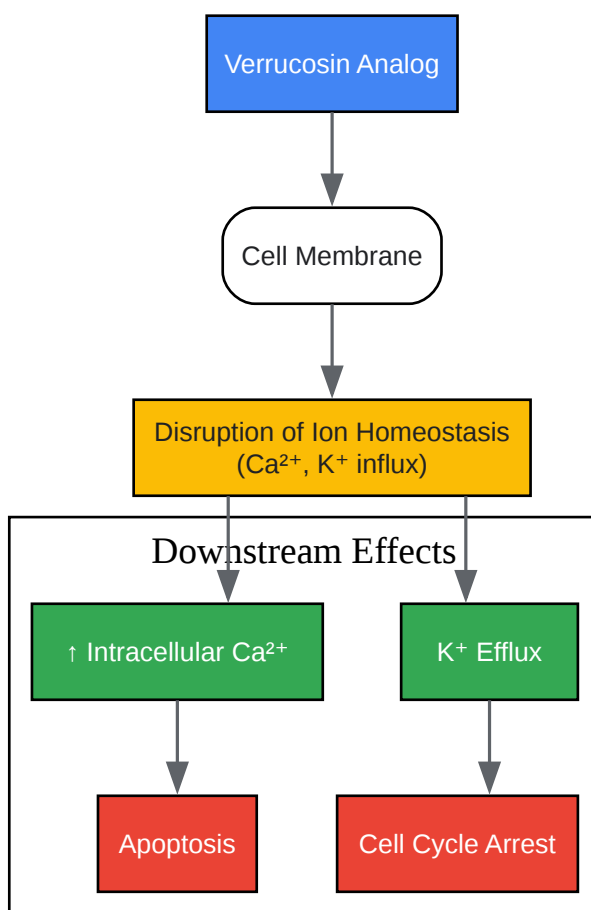 Verrucosin Analog
Cell Membrane
Disruption of Ion Homeostasis
(Ca²⁺, K⁺ influx)
Downstream Effects
↑ Intracellular Ca²⁺
K⁺ Efflux
Apoptosis
Cell Cycle Arrest